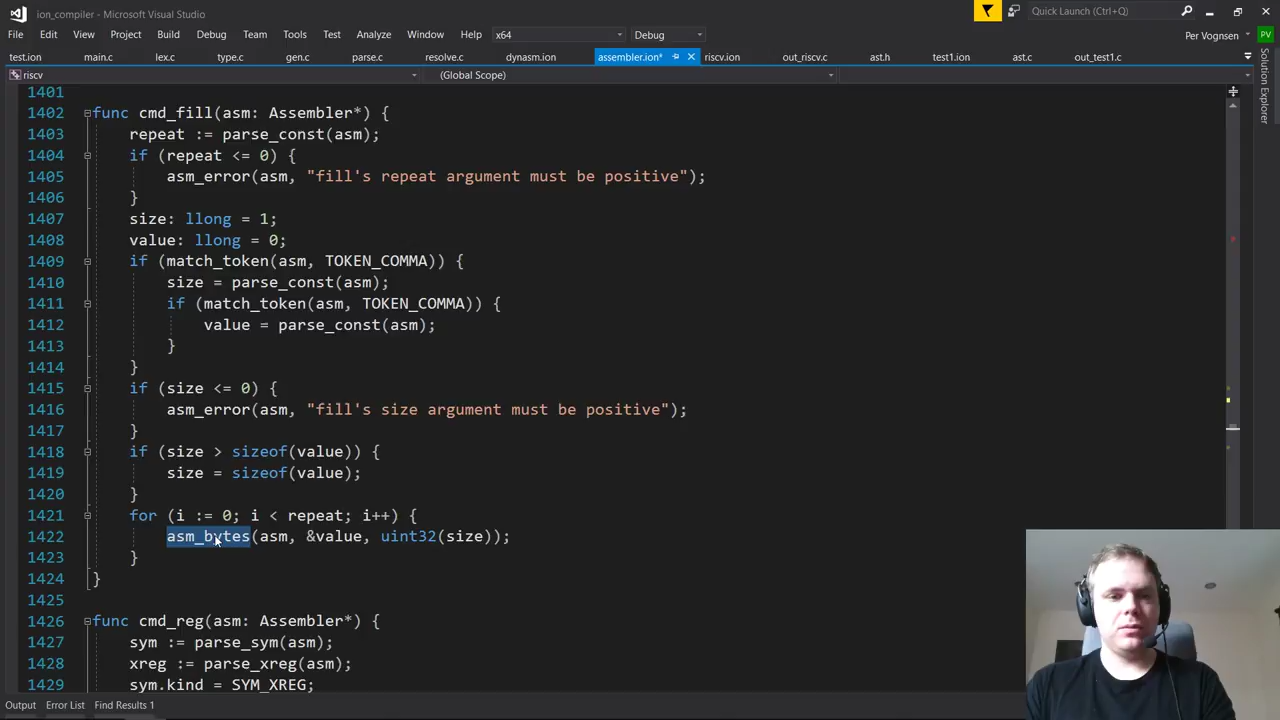 ion_compiler - Microsoft Visual Studio
Quick Launch (Ctrl+Q)
File Edit View Project Build Debug Team Tools Test Analyze Window Help x64 Debug
Per Vognsen PV
test.ion main.c lex.c type.c gen.c parse.c resolve.c dynasm.ion assembler.ion* riscv.ion out_riscv.c ast.h test1.ion ast.c out_test1.c
riscv (Global Scope)
Solution Explorer
1401
1402 func cmd_fill(asm: Assembler*) {
1403 repeat := parse_const(asm);
1404 if (repeat <= 0) {
1405 asm_error(asm, "fill's repeat argument must be positive");
1406 }
1407 size: llong = 1;
1408 value: llong = 0;
1409 if (match_token(asm, TOKEN_COMMA)) {
1410 size = parse_const(asm);
1411 if (match_token(asm, TOKEN_COMMA)) {
1412 value = parse_const(asm);
1413 }
1414 }
1415 if (size <= 0) {
1416 asm_error(asm, "fill's size argument must be positive");
1417 }
1418 if (size > sizeof(value)) {
1419 size = sizeof(value);
1420 }
1421 for (i := 0; i < repeat; i++) {
1422 asm_bytes(asm, &value, uint32(size));
1423 }
1424 }
1425
1426 func cmd_reg(asm: Assembler*) {
1427 sym := parse_sym(asm);
1428 xreg := parse_xreg(asm);
1429 sym.kind = SYM_XREG;
Output Error List Find Results 1